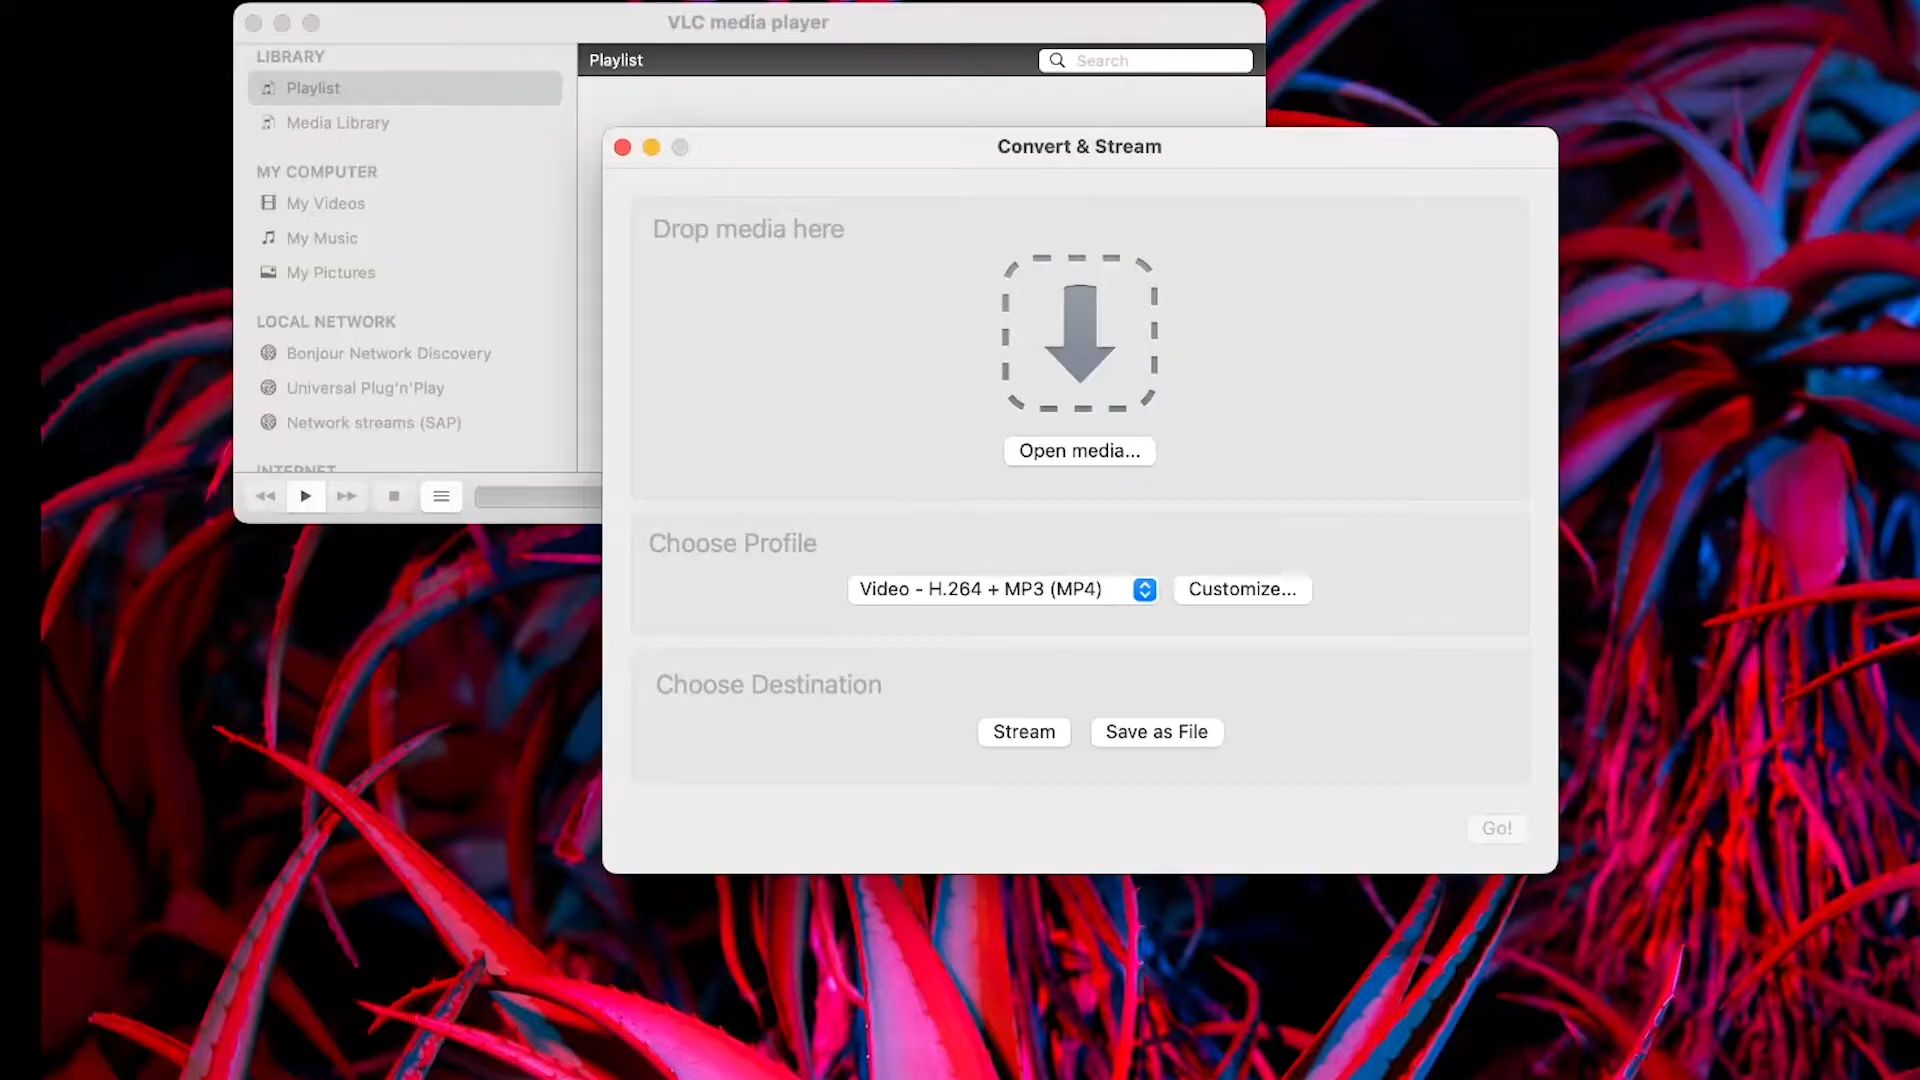 VLC media player
LIBRARY
Playlist
Media Library
MY COMPUTER
My Videos
My Music
My Pictures
LOCAL NETWORK
Bonjour Network Discovery
Universal Plug'n'Play
Network streams (SAP)
INTERNET
Playlist
Search
Convert & Stream
Drop media here
Open media...
Choose Profile
Video - H.264 + MP3 (MP4)
Customize...
Choose Destination
Stream
Save as File
Go!